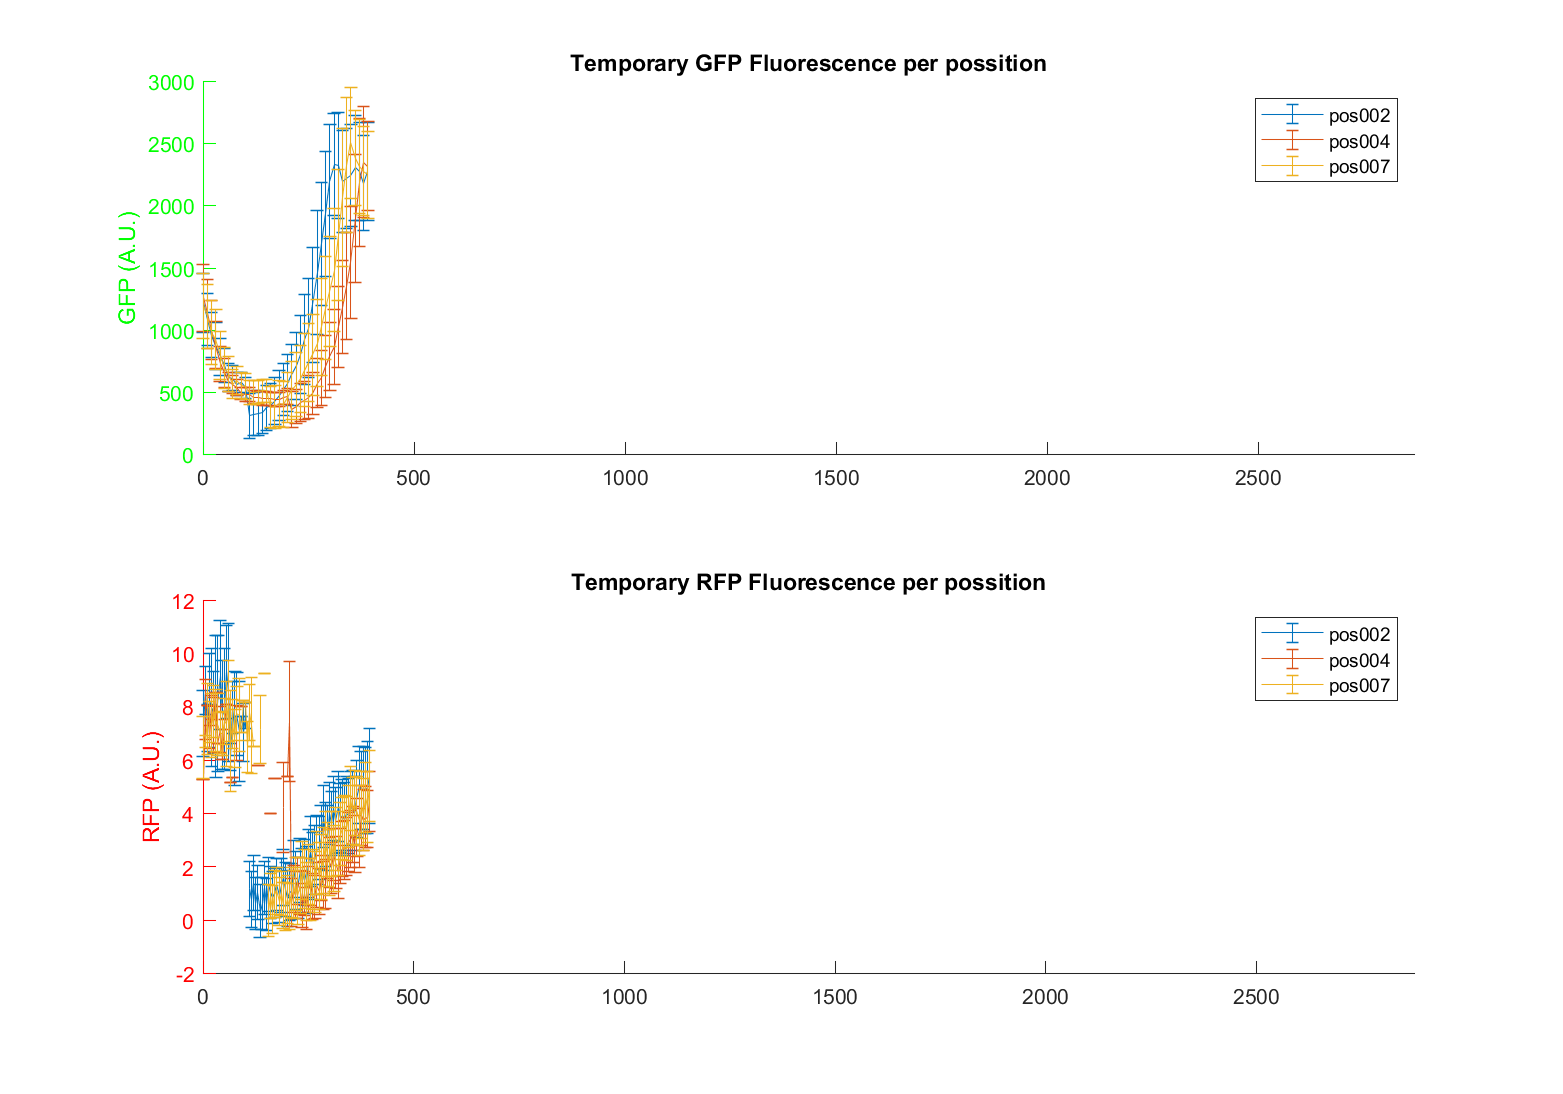 Temporary GFP Fluorescence per possition
GFP (A.U.)
3000
2500
2000
1500
1000
500
0
0 500 1000 1500 2000 2500
pos002
pos004
pos007
Temporary RFP Fluorescence per possition
RFP (A.U.)
12
10
8
6
4
2
0
-2
0 500 1000 1500 2000 2500
pos002
pos004
pos007